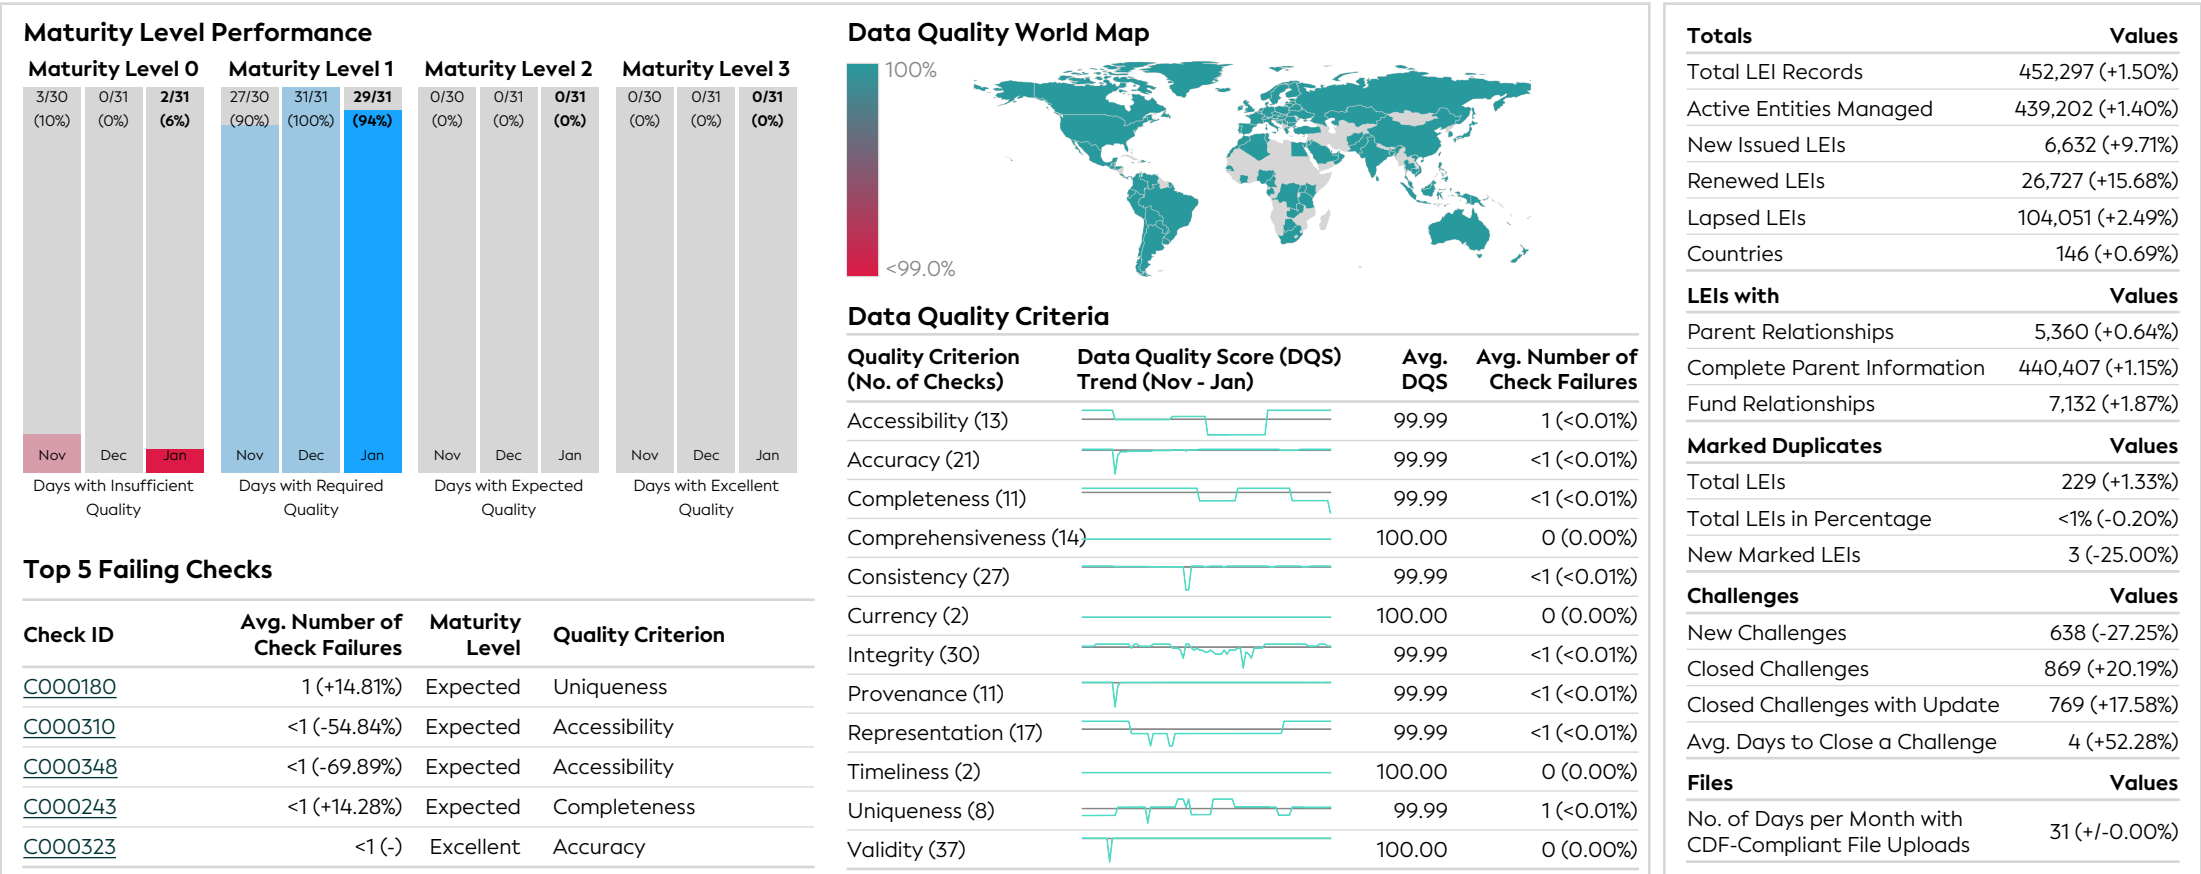 Maturity Level Performance
Maturity Level 0 Maturity Level 1 Maturity Level 2 Maturity Level 3
3/30 0/31 2/31 27/30 31/31 29/31 0/30 0/31 0/31 0/30 0/31 0/31
(10%) (0%) (6%) (90%) (100%) (94%) (0%) (0%) (0%) (0%) (0%) (0%)
Nov Dec Jan Nov Dec Jan Nov Dec Jan Nov Dec Jan
Days with Insufficient Days with Required Days with Expected Days with Excellent
Quality Quality Quality Quality
Top 5 Failing Checks
Check ID Avg. Number of Check Failures Maturity Level Quality Criterion
C000180 1 (+14.81%) Expected Uniqueness
C000310 <1 (-54.84%) Expected Accessibility
C000348 <1 (-69.89%) Expected Accessibility
C000243 <1 (+14.28%) Expected Completeness
C000323 <1 (-) Excellent Accuracy
Data Quality World Map
100%
<99.0%
Data Quality Criteria
Quality Criterion Data Quality Score (DQS) Avg. Avg. Number of
(No. of Checks) Trend (Nov - Jan) DQS Check Failures
Accessibility (13) 99.99 1 (<0.01%)
Accuracy (21) 99.99 <1 (<0.01%)
Completeness (11) 99.99 <1 (<0.01%)
Comprehensiveness (14) 100.00 0 (0.00%)
Consistency (27) 99.99 <1 (<0.01%)
Currency (2) 100.00 0 (0.00%)
Integrity (30) 99.99 <1 (<0.01%)
Provenance (11) 99.99 <1 (<0.01%)
Representation (17) 99.99 <1 (<0.01%)
Timeliness (2) 100.00 0 (0.00%)
Uniqueness (8) 99.99 1 (<0.01%)
Validity (37) 100.00 0 (0.00%)
Totals Values
Total LEI Records 452,297 (+1.50%)
Active Entities Managed 439,202 (+1.40%)
New Issued LEIs 6,632 (+9.71%)
Renewed LEIs 26,727 (+15.68%)
Lapsed LEIs 104,051 (+2.49%)
Countries 146 (+0.69%)
LEIs with Values
Parent Relationships 5,360 (+0.64%)
Complete Parent Information 440,407 (+1.15%)
Fund Relationships 7,132 (+1.87%)
Marked Duplicates Values
Total LEIs 229 (+1.33%)
Total LEIs in Percentage <1% (-0.20%)
New Marked LEIs 3 (-25.00%)
Challenges Values
New Challenges 638 (-27.25%)
Closed Challenges 869 (+20.19%)
Closed Challenges with Update 769 (+17.58%)
Avg. Days to Close a Challenge 4 (+52.28%)
Files Values
No. of Days per Month with
CDF-Compliant File Uploads 31 (+/-0.00%)